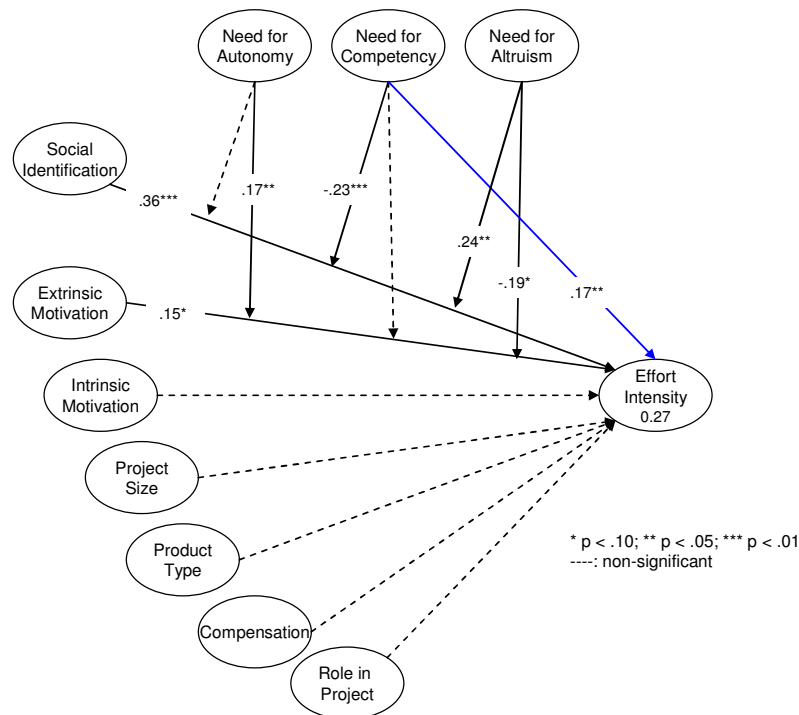 Need for
Autonomy
Need for
Competency
Need for
Altruism
Social
Identification
.36***
.17**
-.23***
.24**
-.19*
.17**
Extrinsic
Motivation
.15*
Intrinsic
Motivation
Effort
Intensity
0.27
Project
Size
Product
Type
Compensation
Role in
Project
* p < .10; ** p < .05; *** p < .01
----: non-significant